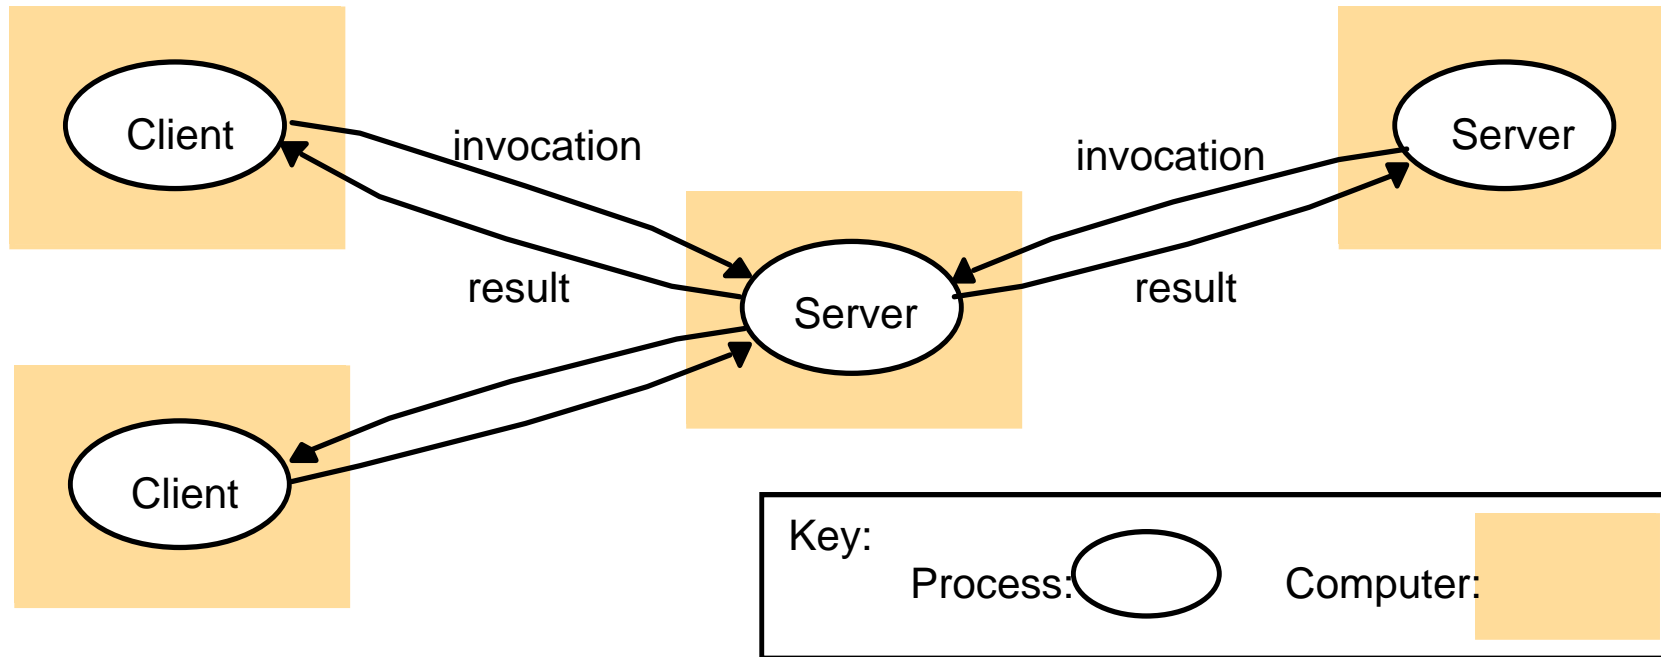 Client
invocation
invocation
Server
result
Server
result
Client
Key:
Process:
Computer: